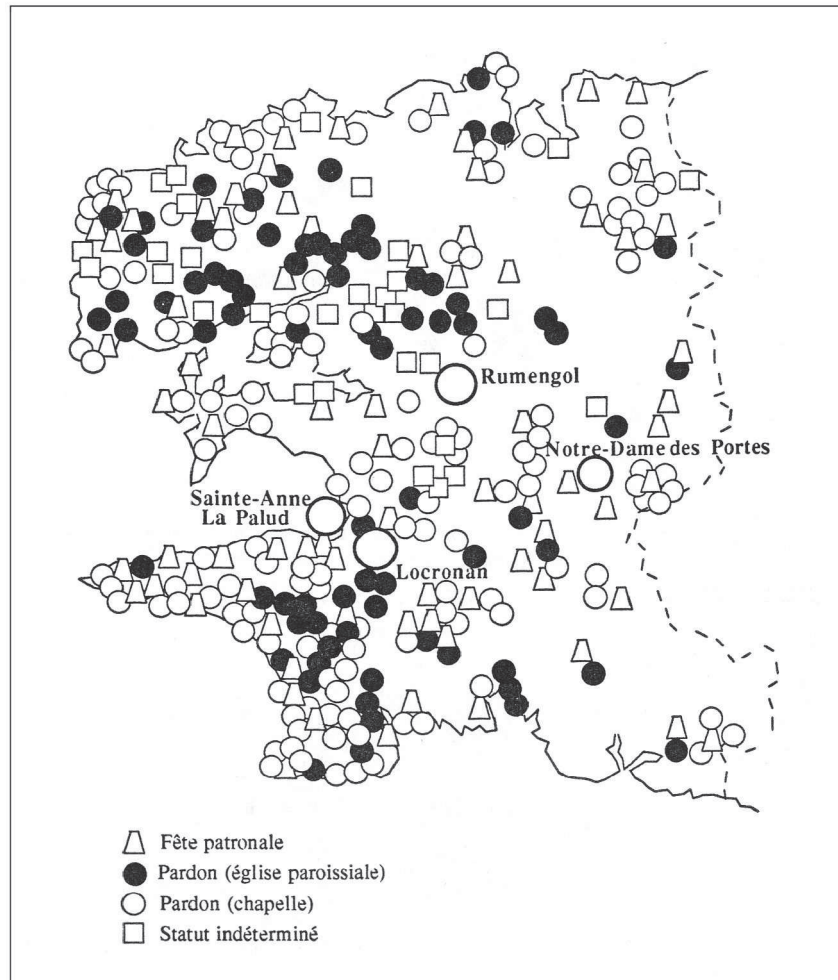 Rumengol
Notre-Dame des Portes
Sainte-Anne
La Palud
Locronan
Fête patronale
Pardon (église paroissiale)
Pardon (chapelle)
Statut indéterminé